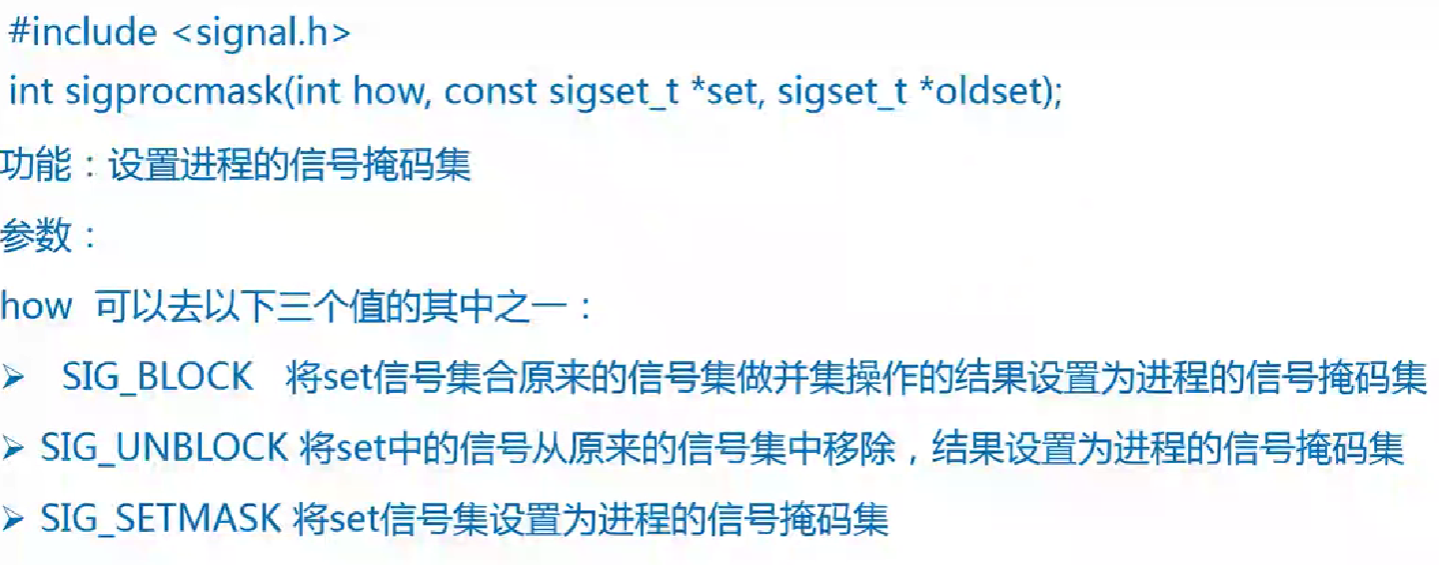 #include <signal.h>
int sigprocmask(int how, const sigset_t *set, sigset_t *oldset);
功能：设置进程的信号掩码集
参数：
how 可以去以下三个值的其中之一：
➢ SIG_BLOCK 将set信号集合原来的信号集做并集操作的结果设置为进程的信号掩码集
➢ SIG_UNBLOCK 将set中的信号从原来的信号集中移除，结果设置为进程的信号掩码集
➢ SIG_SETMASK 将set信号集设置为进程的信号掩码集